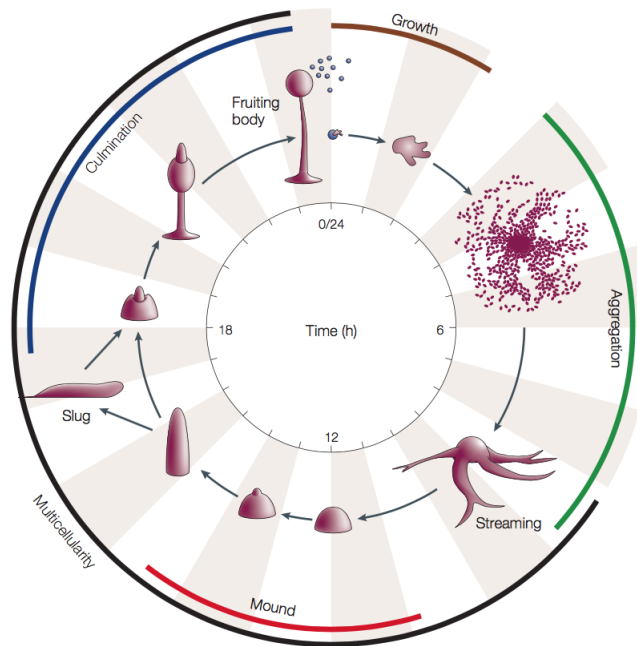 Growth
Fruiting
body
Culmination
0/24
Aggregation
18
Time (h)
6
Slug
12
Multicellularity
Streaming
Mound